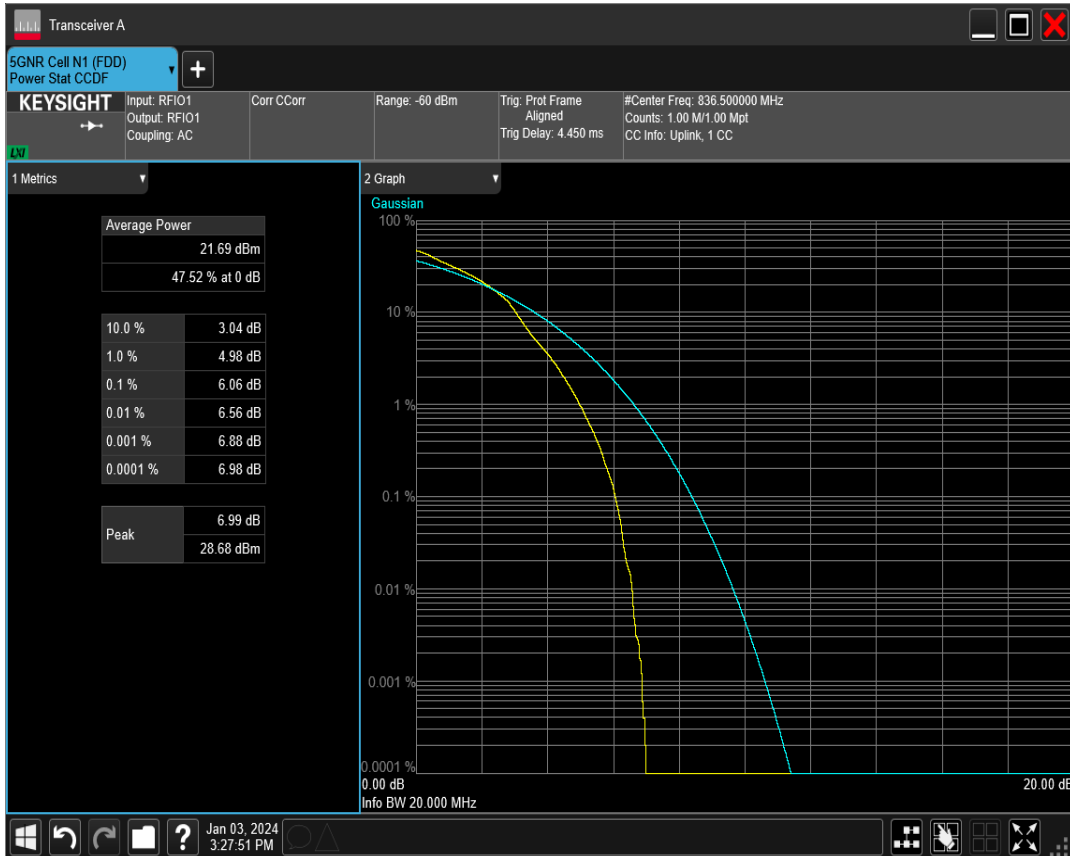 Transceiver A
5GNR Cell N1 (FDD)
Power Stat CCDF
KEYSIGHT
LXI
Input: RFIO1
Output: RFIO1
Coupling: AC
Corr CCorr
Range: -60 dBm
Trig: Prot Frame
Aligned
Trig Delay: 4.450 ms
#Center Freq: 836.500000 MHz
Counts: 1.00 M/1.00 Mpt
CC Info: Uplink, 1 CC
1 Metrics
Average Power
21.69 dBm
47.52 % at 0 dB
10.0 % 3.04 dB
1.0 % 4.98 dB
0.1 % 6.06 dB
0.01 % 6.56 dB
0.001 % 6.88 dB
0.0001 % 6.98 dB
Peak
6.99 dB
28.68 dBm
2 Graph
Gaussian
100 %
10 %
1 %
0.1 %
0.01 %
0.001 %
0.0001 %
0.00 dB
20.00 dB
Info BW 20.000 MHz
Jan 03, 2024
3:27:51 PM